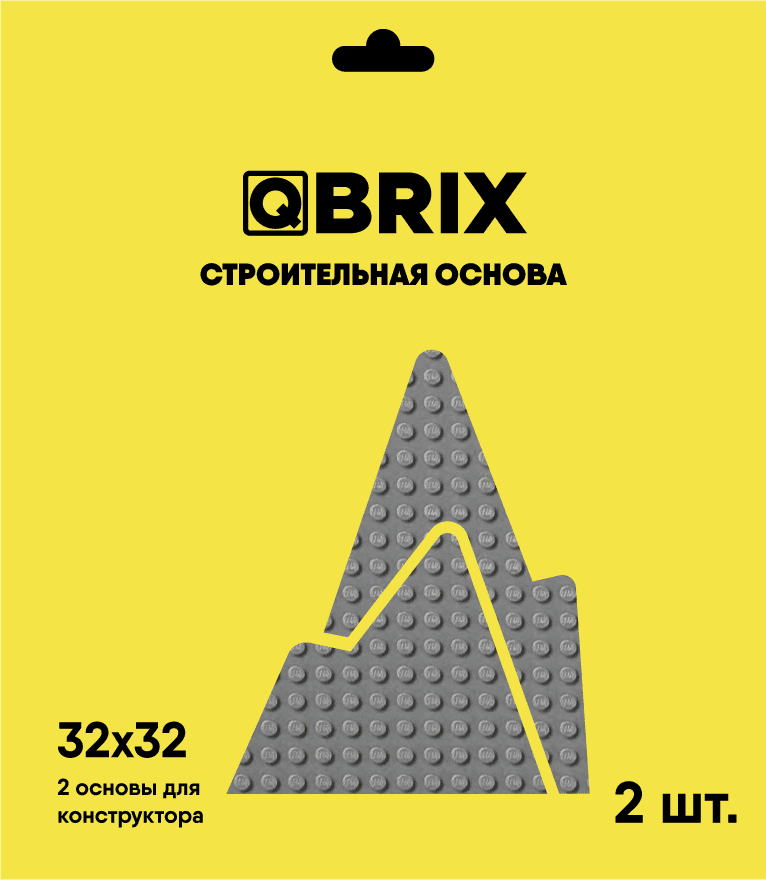 QBRIX
СТРОИТЕЛЬНАЯ ОСНОВА
32x32
2 основы для
конструктора
2 шт.